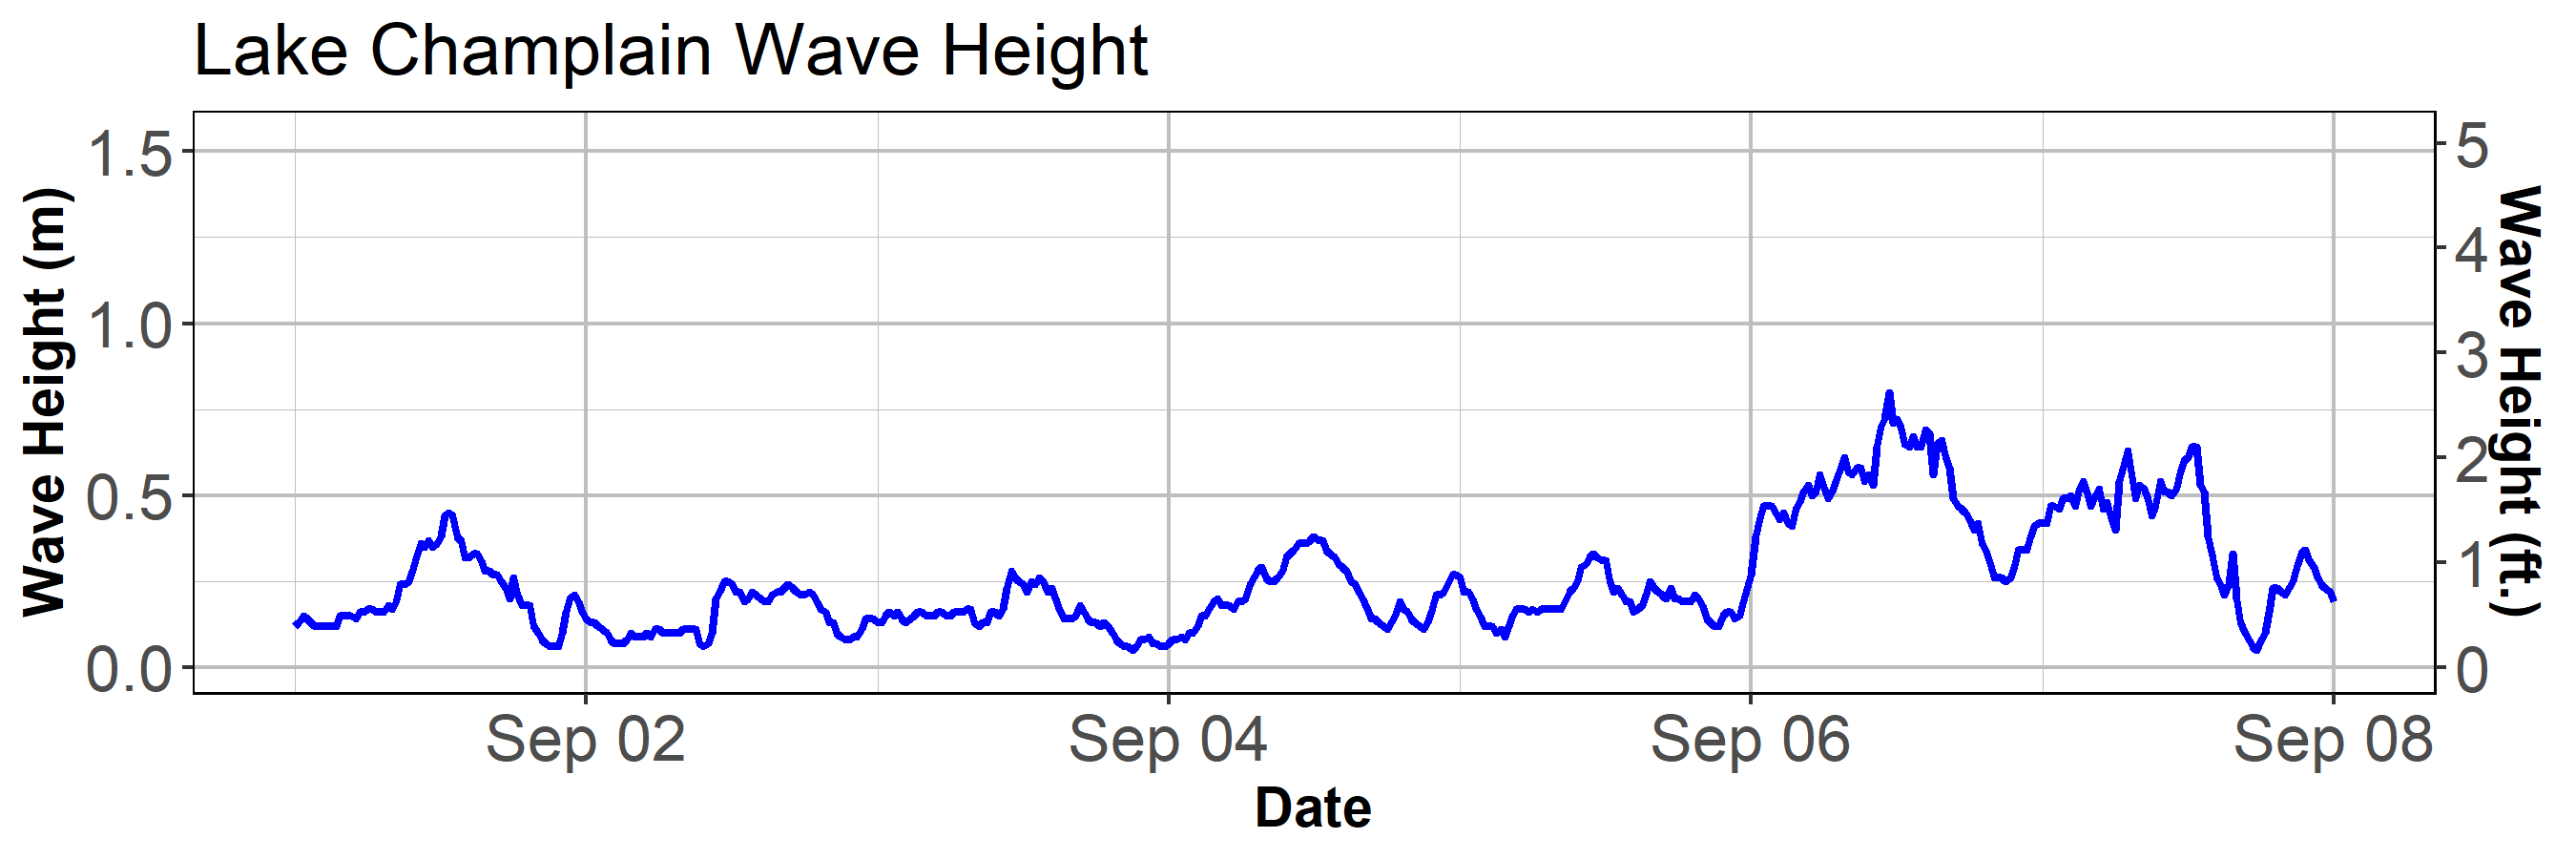 Lake Champlain Wave Height
Wave Height (m)
1.5
1.0
0.5
0.0
5
4
3
2
1
0
Wave Height (ft.)
Sep 02 Sep 04 Sep 06 Sep 08
Date